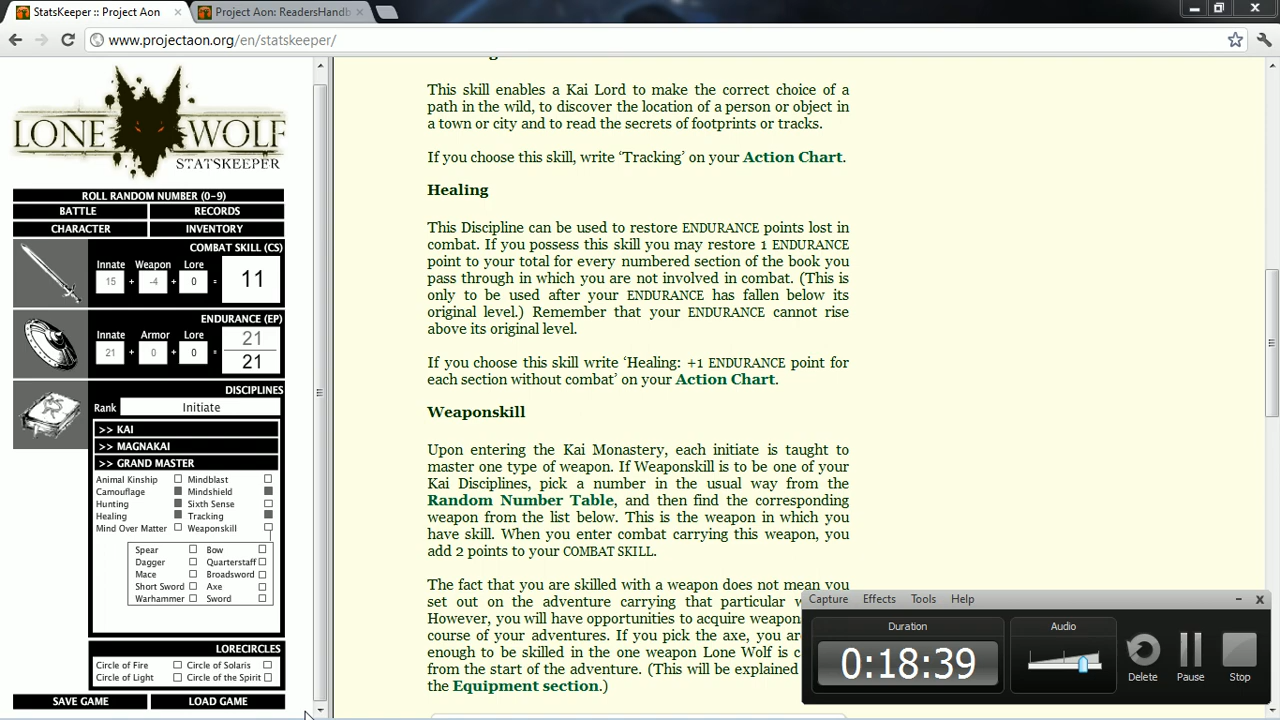 StatsKeeper :: Project Aon
Project Aon: ReadersHandb
www.projectaon.org/en/statskeeper/
LONE WOLF
STATSKEEPER
ROLL RANDOM NUMBER (0-9)
BATTLE RECORDS
CHARACTER INVENTORY
COMBAT SKILL (CS)
Innate Weapon Lore
15 + -4 + 0 = 11
ENDURANCE (EP)
Innate Armor Lore
21 + 0 + 0 = 21
21
DISCIPLINES
Rank Initiate
>> KAI
>> MAGNAKAI
>> GRAND MASTER
Animal Kinship Mindblast
Camouflage Mindshield
Hunting Sixth Sense
Healing Tracking
Mind Over Matter Weaponskill
Spear Bow
Dagger Quarterstaff
Mace Broadsword
Short Sword Axe
Warhammer Sword
LORECIRCLES
Circle of Fire Circle of Solaris
Circle of Light Circle of the Spirit
SAVE GAME LOAD GAME
This skill enables a Kai Lord to make the correct choice of a
path in the wild, to discover the location of a person or object in
a town or city and to read the secrets of footprints or tracks.
If you choose this skill, write ‘Tracking’ on your Action Chart.
Healing
This Discipline can be used to restore ENDURANCE points lost in
combat. If you possess this skill you may restore 1 ENDURANCE
point to your total for every numbered section of the book you
pass through in which you are not involved in combat. (This is
only to be used after your ENDURANCE has fallen below its
original level.) Remember that your ENDURANCE cannot rise
above its original level.
If you choose this skill write ‘Healing: +1 ENDURANCE point for
each section without combat’ on your Action Chart.
Weaponskill
Upon entering the Kai Monastery, each initiate is taught to
master one type of weapon. If Weaponskill is to be one of your
Kai Disciplines, pick a number in the usual way from the
Random Number Table, and then find the corresponding
weapon from the list below. This is the weapon in which you
have skill. When you enter combat carrying this weapon, you
add 2 points to your COMBAT SKILL.
The fact that you are skilled with a weapon does not mean you
set out on the adventure carrying that particular w
However, you will have opportunities to acquire weapon
course of your adventures. If you pick the axe, you are
enough to be skilled in the one weapon Lone Wolf is c
from the start of the adventure. (This will be explained
the Equipment section.)
Capture Effects Tools Help
Duration
0:18:39
Audio
Delete Pause Stop